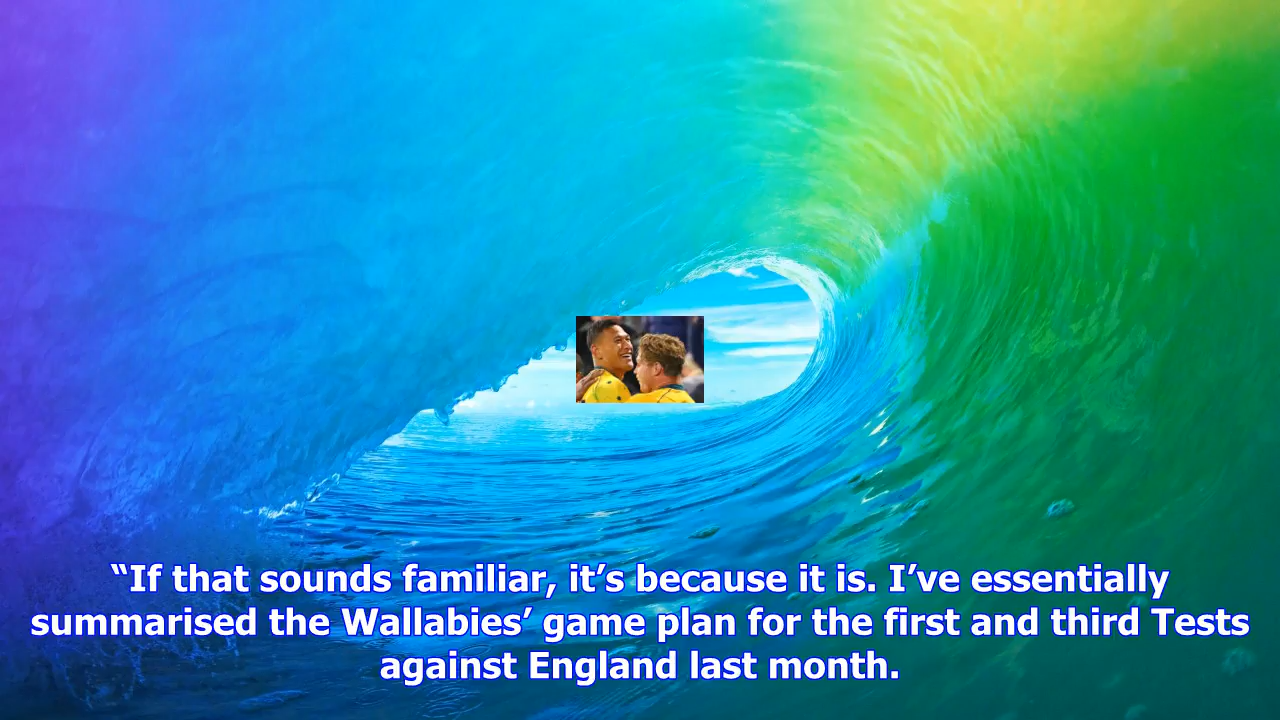 “If that sounds familiar, it’s because it is. I’ve essentially
summarised the Wallabies’ game plan for the first and third Tests
against England last month.